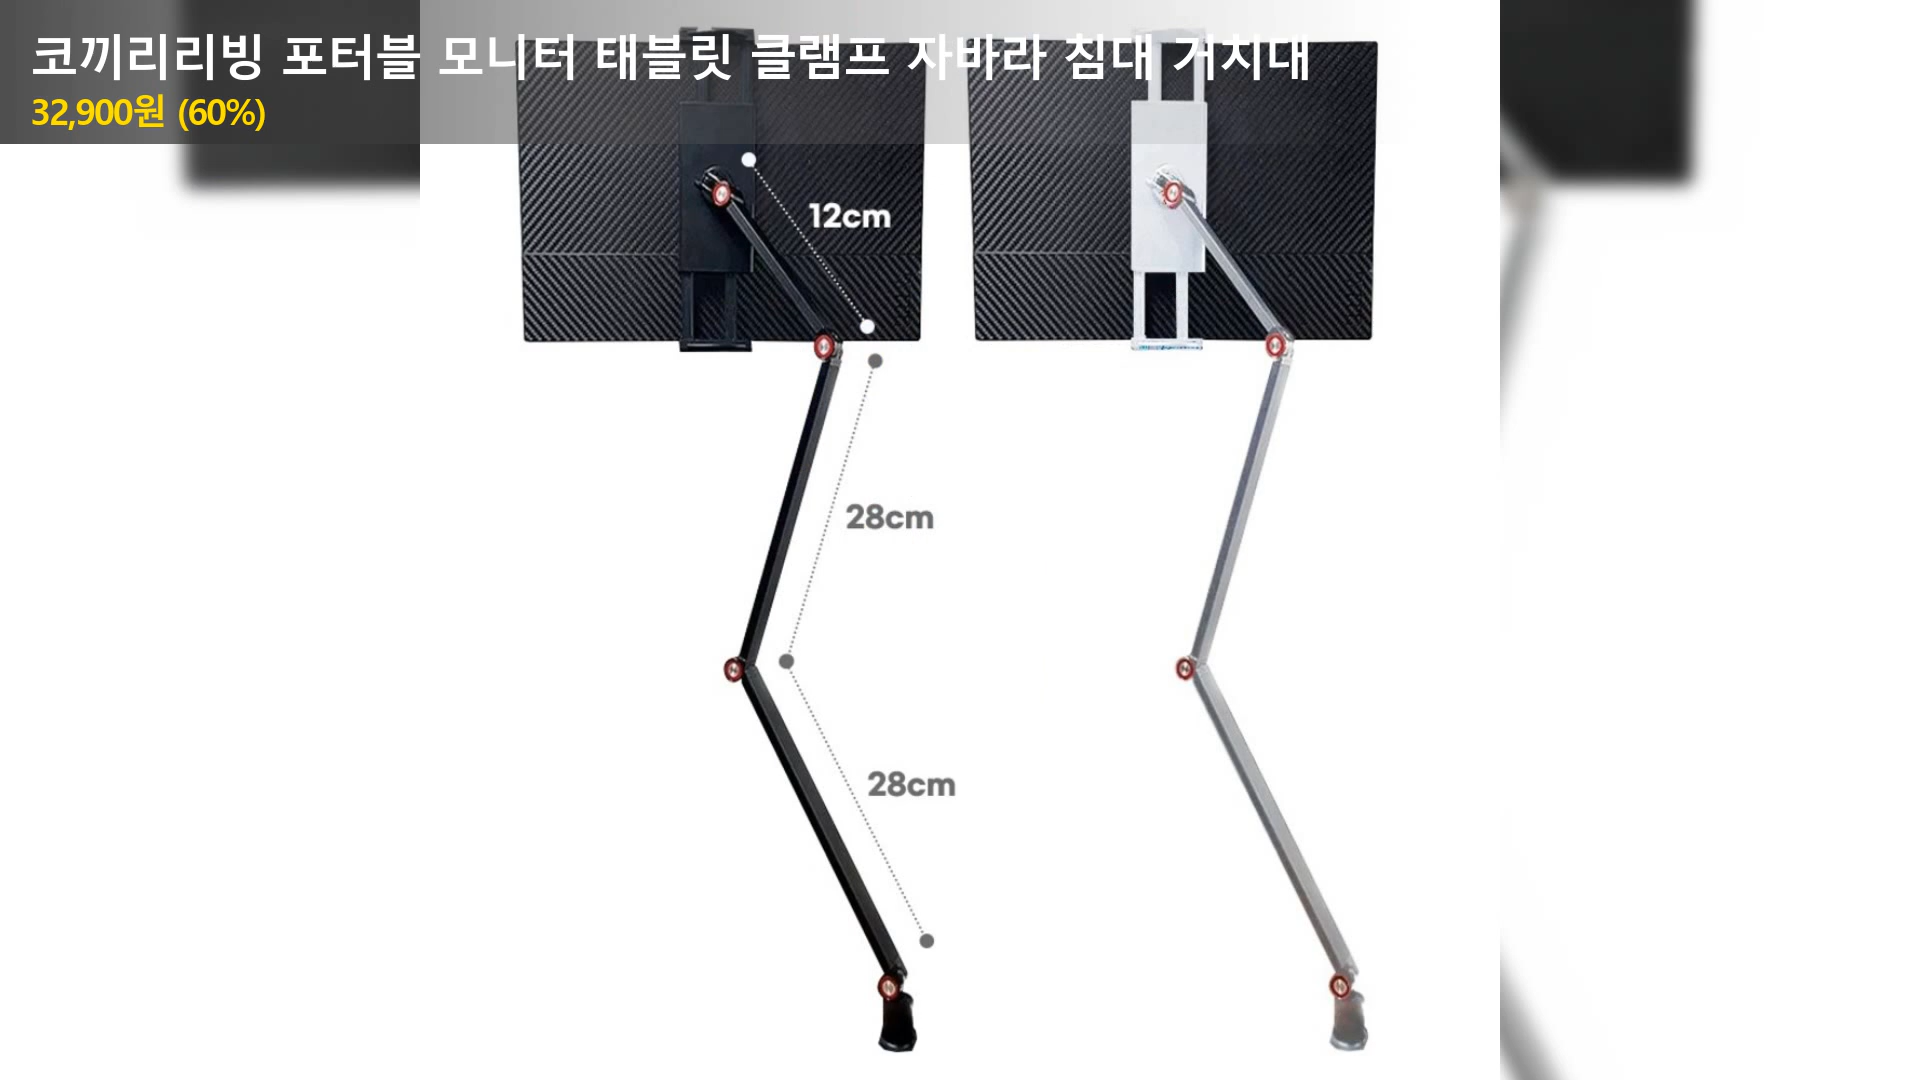 코끼리리빙 포터블 모니터 태블릿 클램프 자바라 침대 거치대
32,900원 (60%)
12cm
28cm
28cm